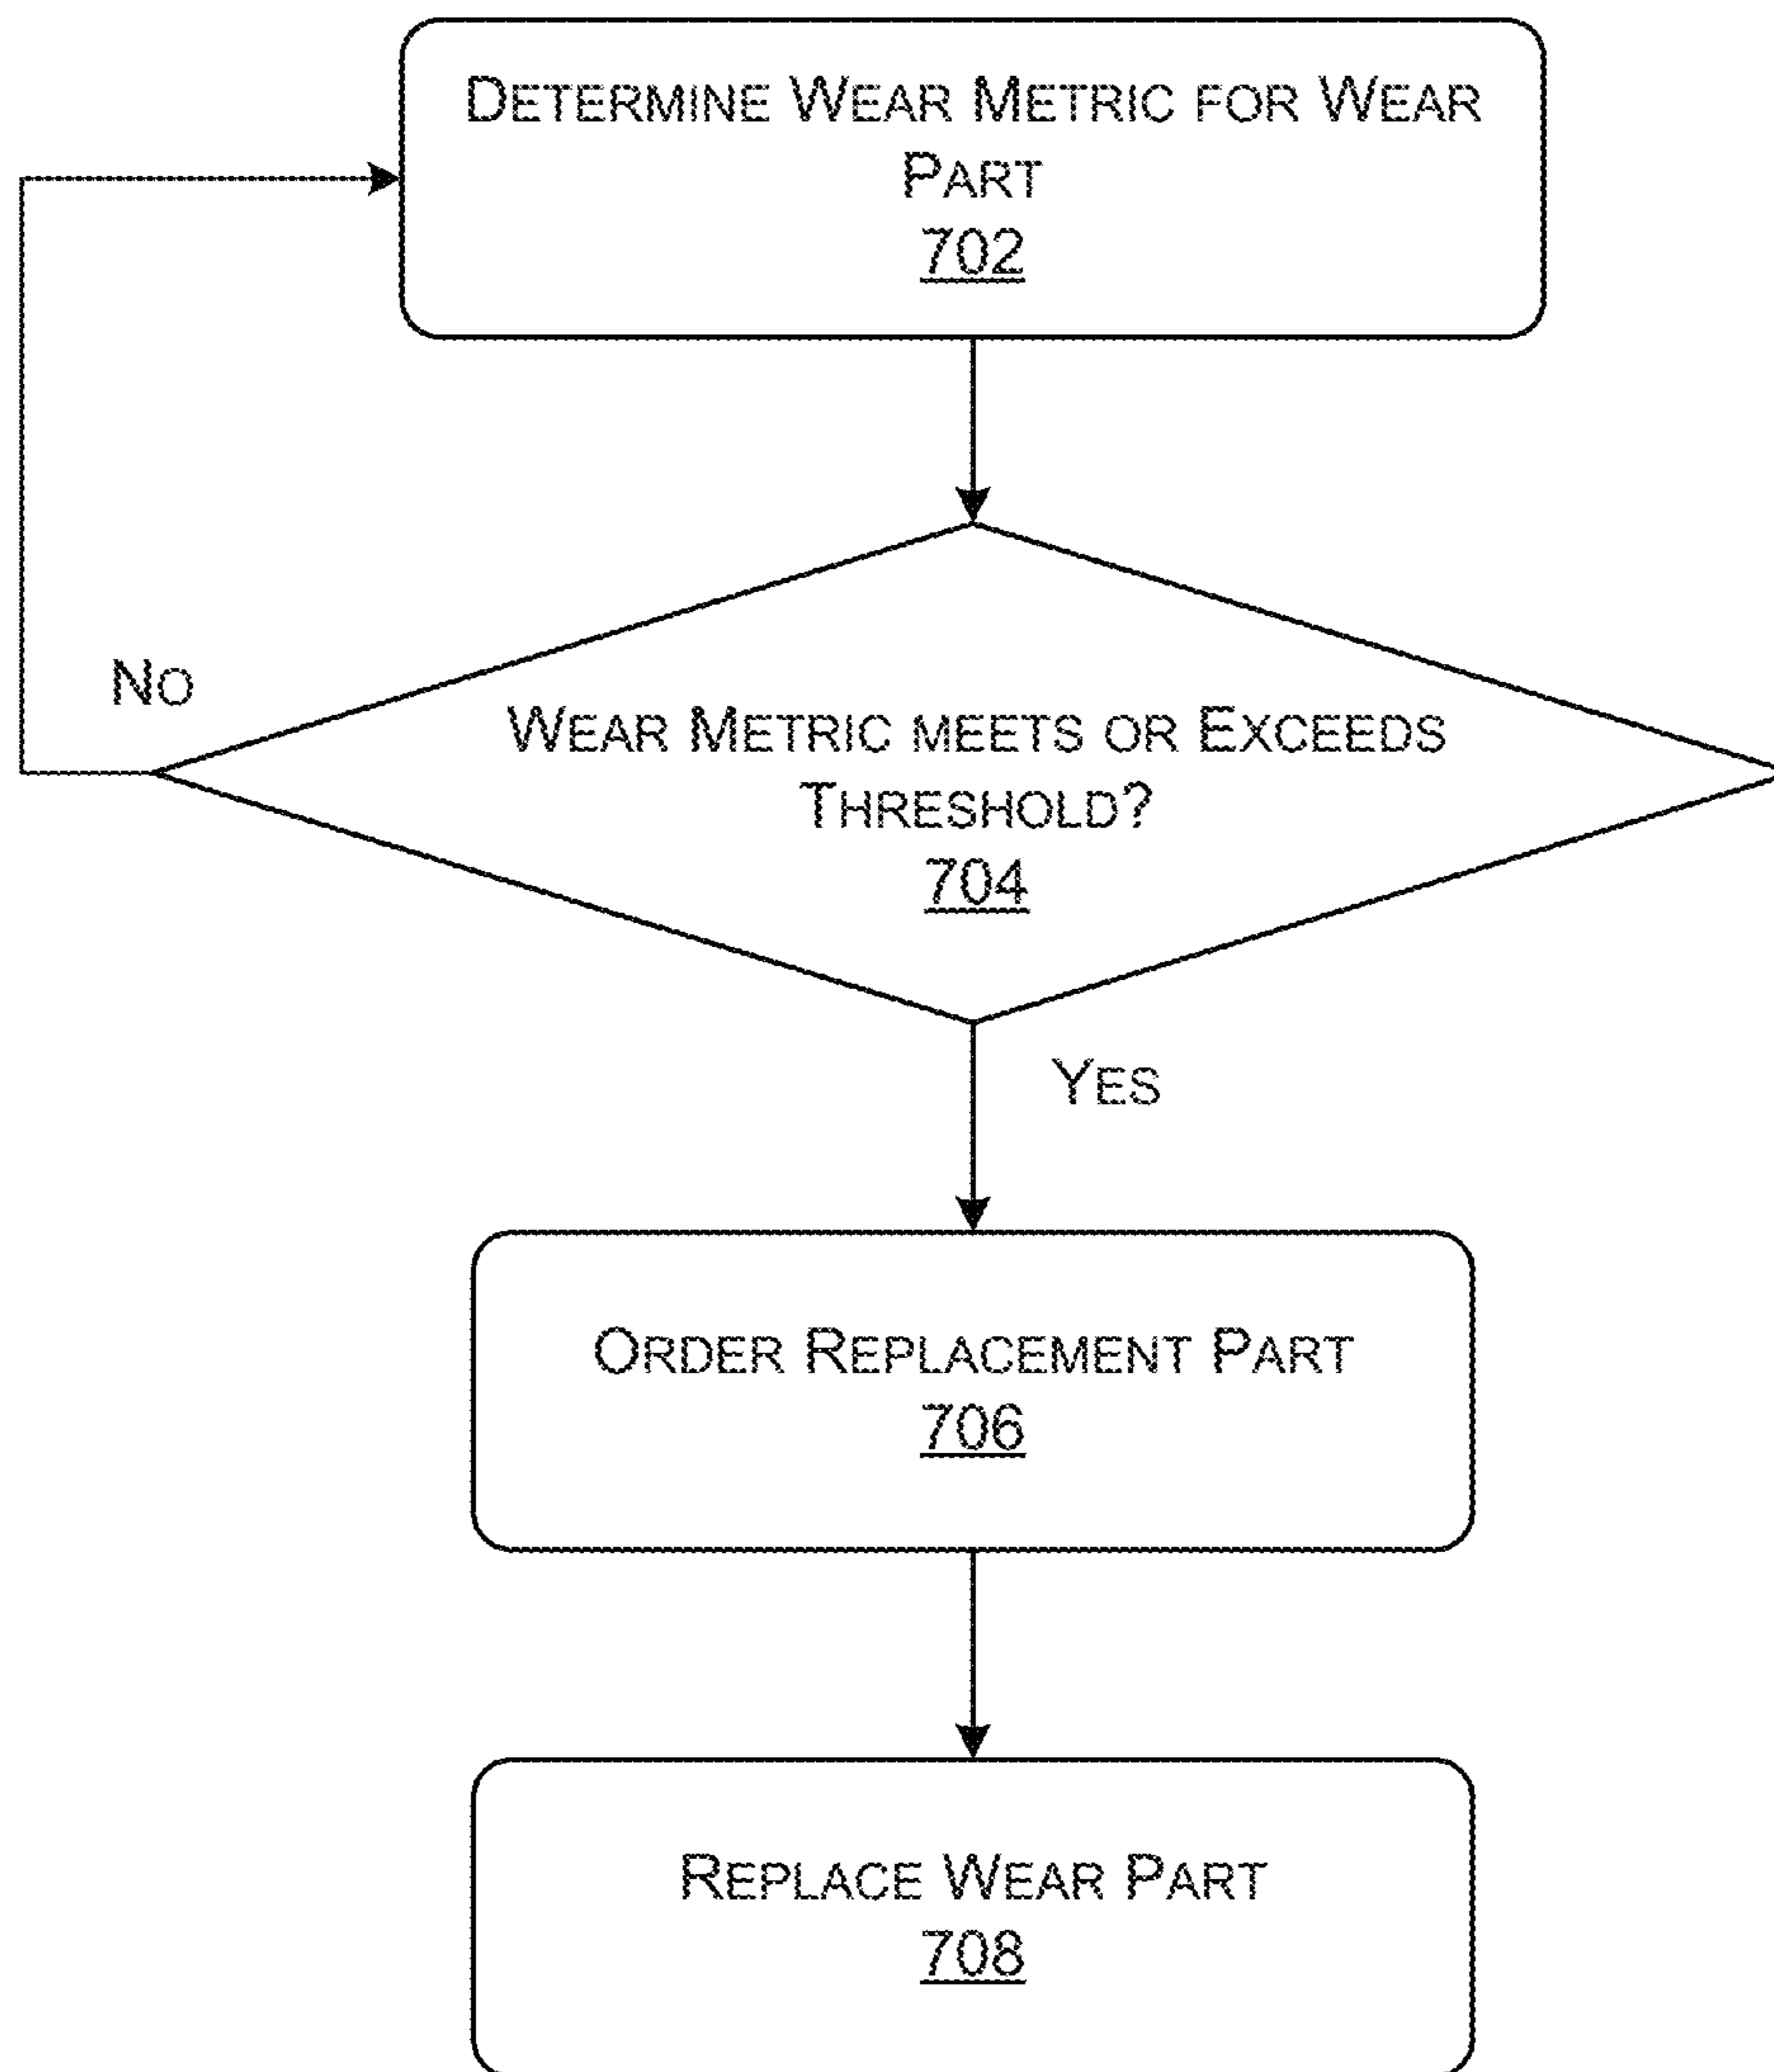 DETERMINE WEAR METRIC FOR WEAR
PART
702
NO
WEAR METRIC MEETS OR EXCEEDS
THRESHOLD?
704
YES
ORDER REPLACEMENT PART
706
REPLACE WEAR PART
708